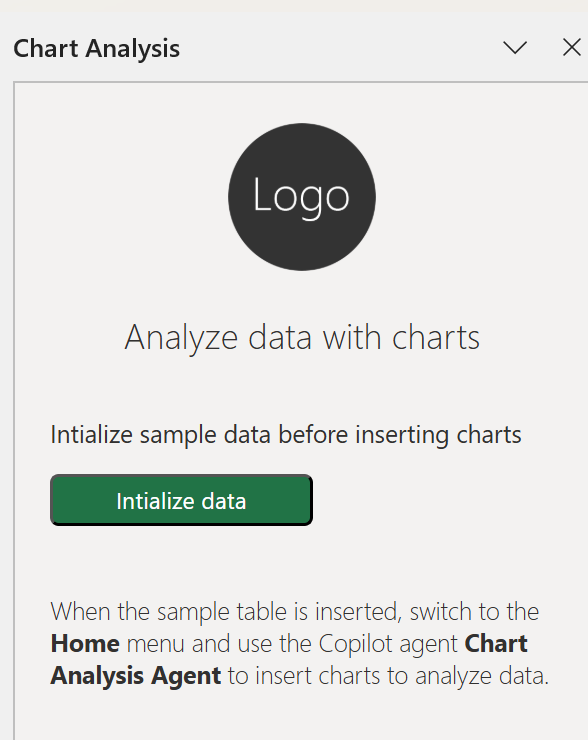 Chart Analysis
Logo
Analyze data with charts
Intialize sample data before inserting charts
Intialize data
When the sample table is inserted, switch to the
Home menu and use the Copilot agent Chart
Analysis Agent to insert charts to analyze data.